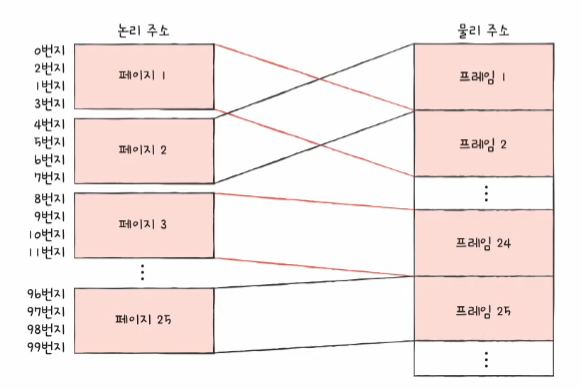 논리 주소
0번지
2번지
1번지
3번지
페이지 1
4번지
5번지
6번지
7번지
페이지 2
8번지
9번지
10번지
11번지
페이지 3
⋮
96번지
97번지
98번지
99번지
페이지 25
물리 주소
프레임 1
프레임 2
⋮
프레임 24
프레임 25
⋮